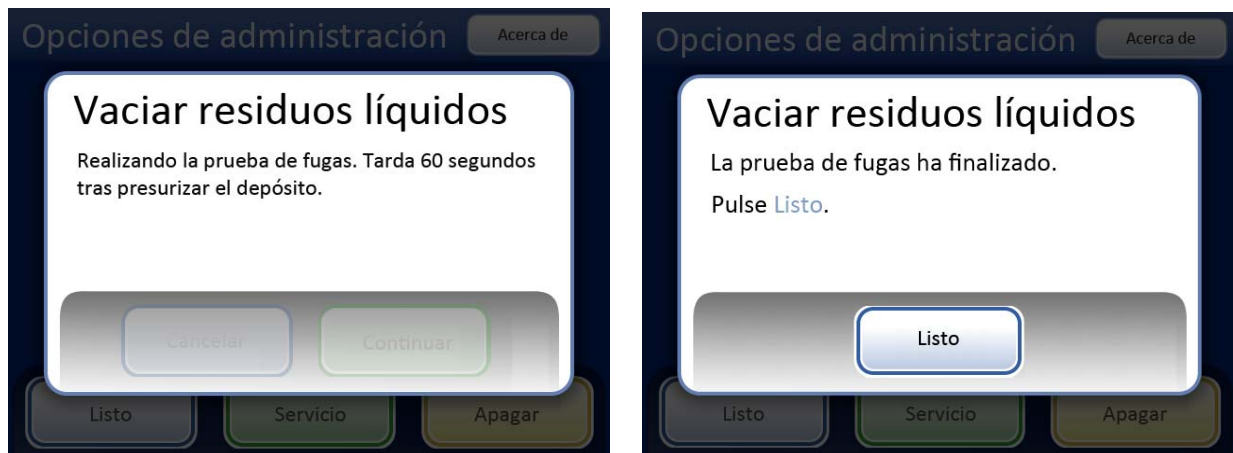 Opciones de administración
Acerca de
Vaciar residuos líquidos
Realizando la prueba de fugas. Tarda 60 segundos
tras presurizar el depósito.
Cancelar
Continuar
Listo
Servicio
Apagar
Opciones de administración
Acerca de
Vaciar residuos líquidos
La prueba de fugas ha finalizado.
Pulse Listo.
Listo
Listo
Servicio
Apagar